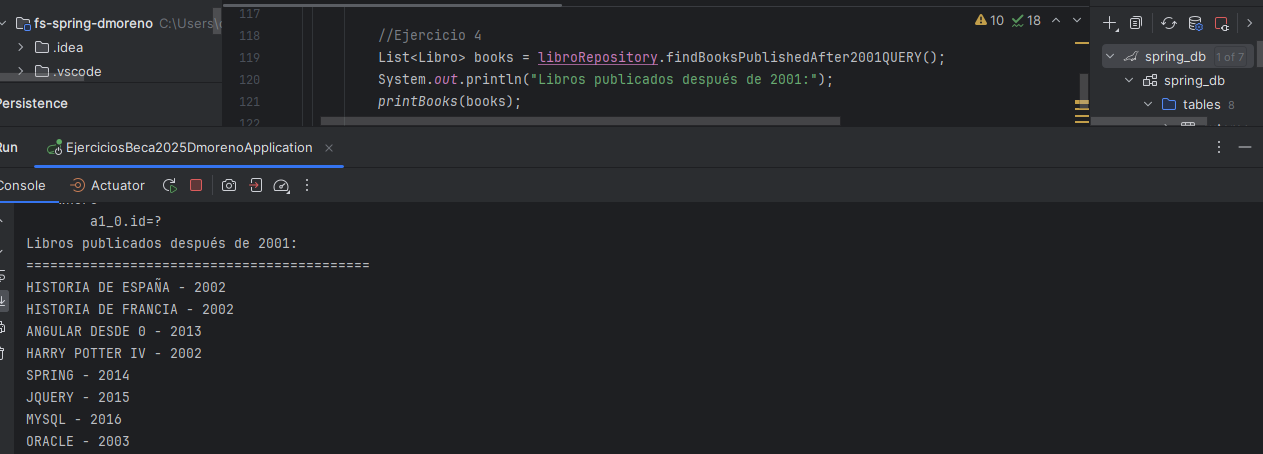 fs-spring-dmoreno C:\Users\
.idea
.vscode
Persistence
117
118 //Ejercicio 4
119 List<Libro> books = libroRepository.findBooksPublishedAfter2001QUERY();
120 System.out.println("Libros publicados después de 2001:");
121 printBooks(books);
122
10 18
spring_db 1 of 7
spring_db
tables 8
Run EjerciciosBeca2025DmorenoApplication
Console Actuator
a1_0.id=?
Libros publicados después de 2001:
===========================================
HISTORIA DE ESPAÑA - 2002
HISTORIA DE FRANCIA - 2002
ANGULAR DESDE 0 - 2013
HARRY POTTER IV - 2002
SPRING - 2014
JQUERY - 2015
MYSQL - 2016
ORACLE - 2003